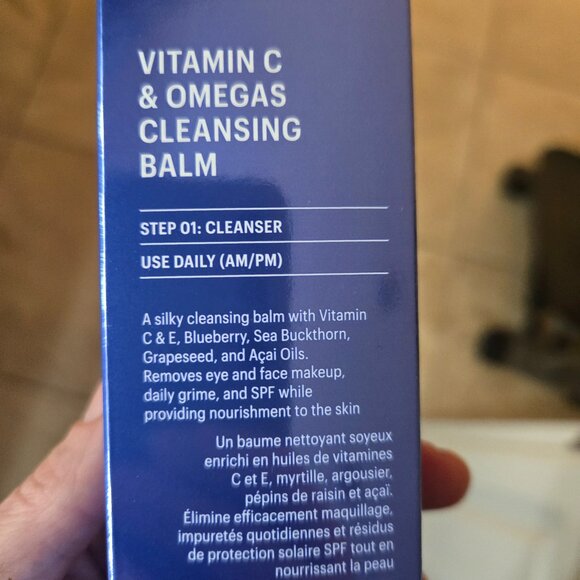 VITAMIN C
& OMEGAS
CLEANSING
BALM
STEP 01: CLEANSER
USE DAILY (AM/PM)
A silky cleansing balm with Vitamin
C & E, Blueberry, Sea Buckthorn,
Grapeseed, and Açai Oils.
Removes eye and face makeup,
daily grime, and SPF while
providing nourishment to the skin
Un baume nettoyant soyeux
enrichi en huiles de vitamines
C et E, myrtille, argousier,
pépins de raisin et açai.
Élimine efficacement maquillage,
impuretés quotidiennes et résidus
de protection solaire SPF tout en
nourrissant la peau